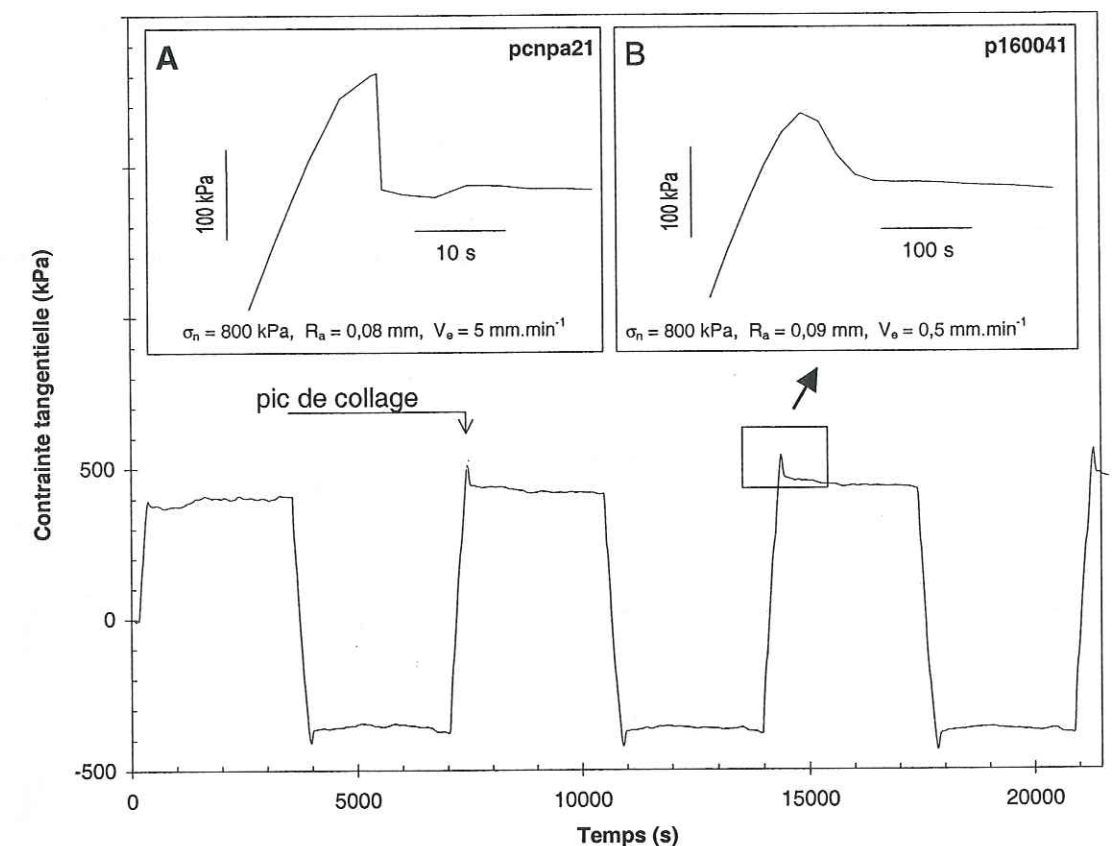 A
pcnpa21
100 kPa
10 s
σₙ = 800 kPa, Rₐ = 0,08 mm, Vₑ = 5 mm.min⁻¹
B
p160041
100 kPa
100 s
σₙ = 800 kPa, Rₐ = 0,09 mm, Vₑ = 0,5 mm.min⁻¹
pic de collage
Contrainte tangentielle (kPa)
500
0
-500
0
5000
10000
15000
20000
Temps (s)